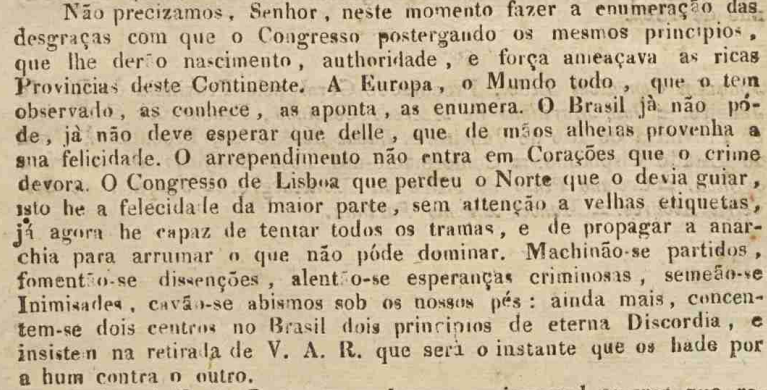 Não precizamos, Senhor, neste momento fazer a enumeração das
desgraças com que o Congresso postergando os mesmos principios,
que lhe derão nascimento, authoridade, e força ameaçava as ricas
Provincias deste Continente. A Europa, o Mundo todo, que o tem
observado, as conhece, as aponta, as enumera. O Brasil jà não pó-
de, jà não deve esperar que delle, que de mãos alheias provenha a
sua felicidade. O arrependimento não entra em Corações que o crime
devora. O Congresso de Lisboa que perdeu o Norte que o devia guiar,
isto he a felecidade da maior parte, sem attenção a velhas etiquetas,
já agora he capaz de tentar todos os tramas, e de propagar a anar-
chia para arrumar o que não póde dominar. Machinão-se partidos,
fomentão-se dissenções, alentão-se esperanças criminosas, semeão-se
Inimisades, cavão-se abismos sob os nossos pés: ainda mais, concen-
tem-se dois centros no Brasil dois principios de eterna Discordia, e
insistem na retirada de V. A. R. que será o instante que os hade por
a hum contra o outro.